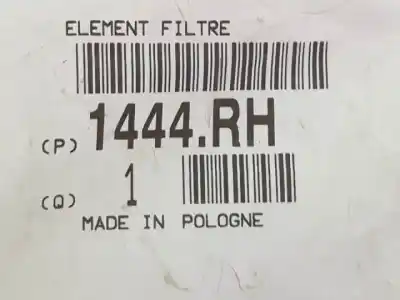 ELEMENT FILTRE
(P) 1444.RH
(Q) 1
MADE IN POLOGNE